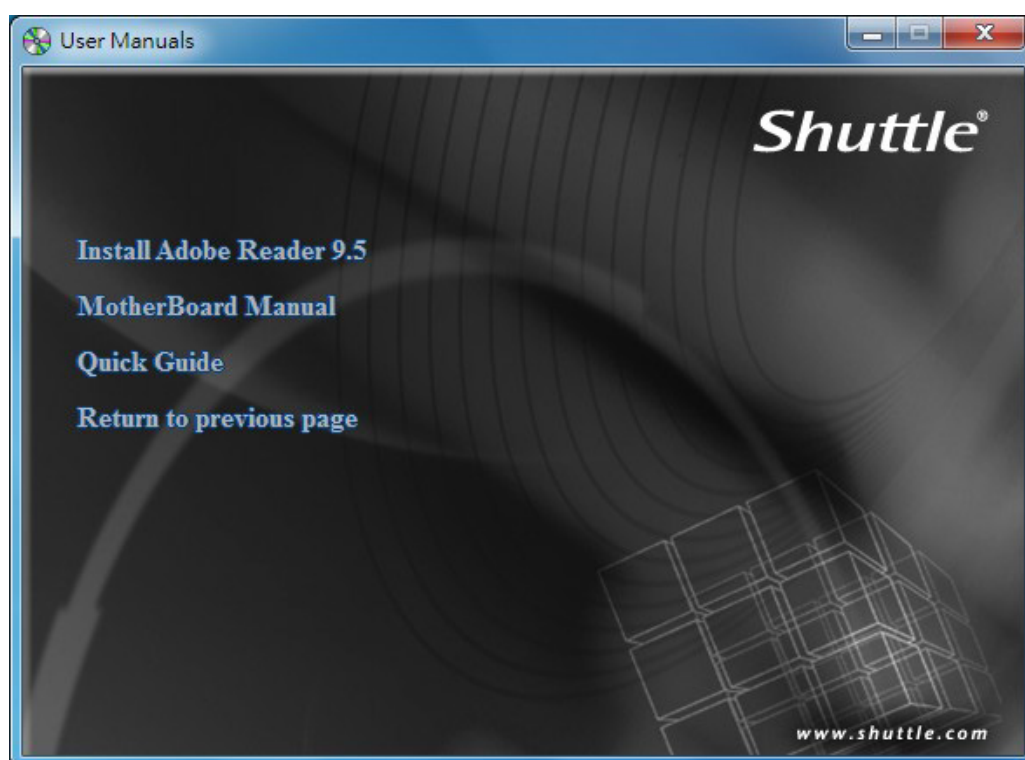 User Manuals
Shuttle®
Install Adobe Reader 9.5
MotherBoard Manual
Quick Guide
Return to previous page
www.shuttle.com